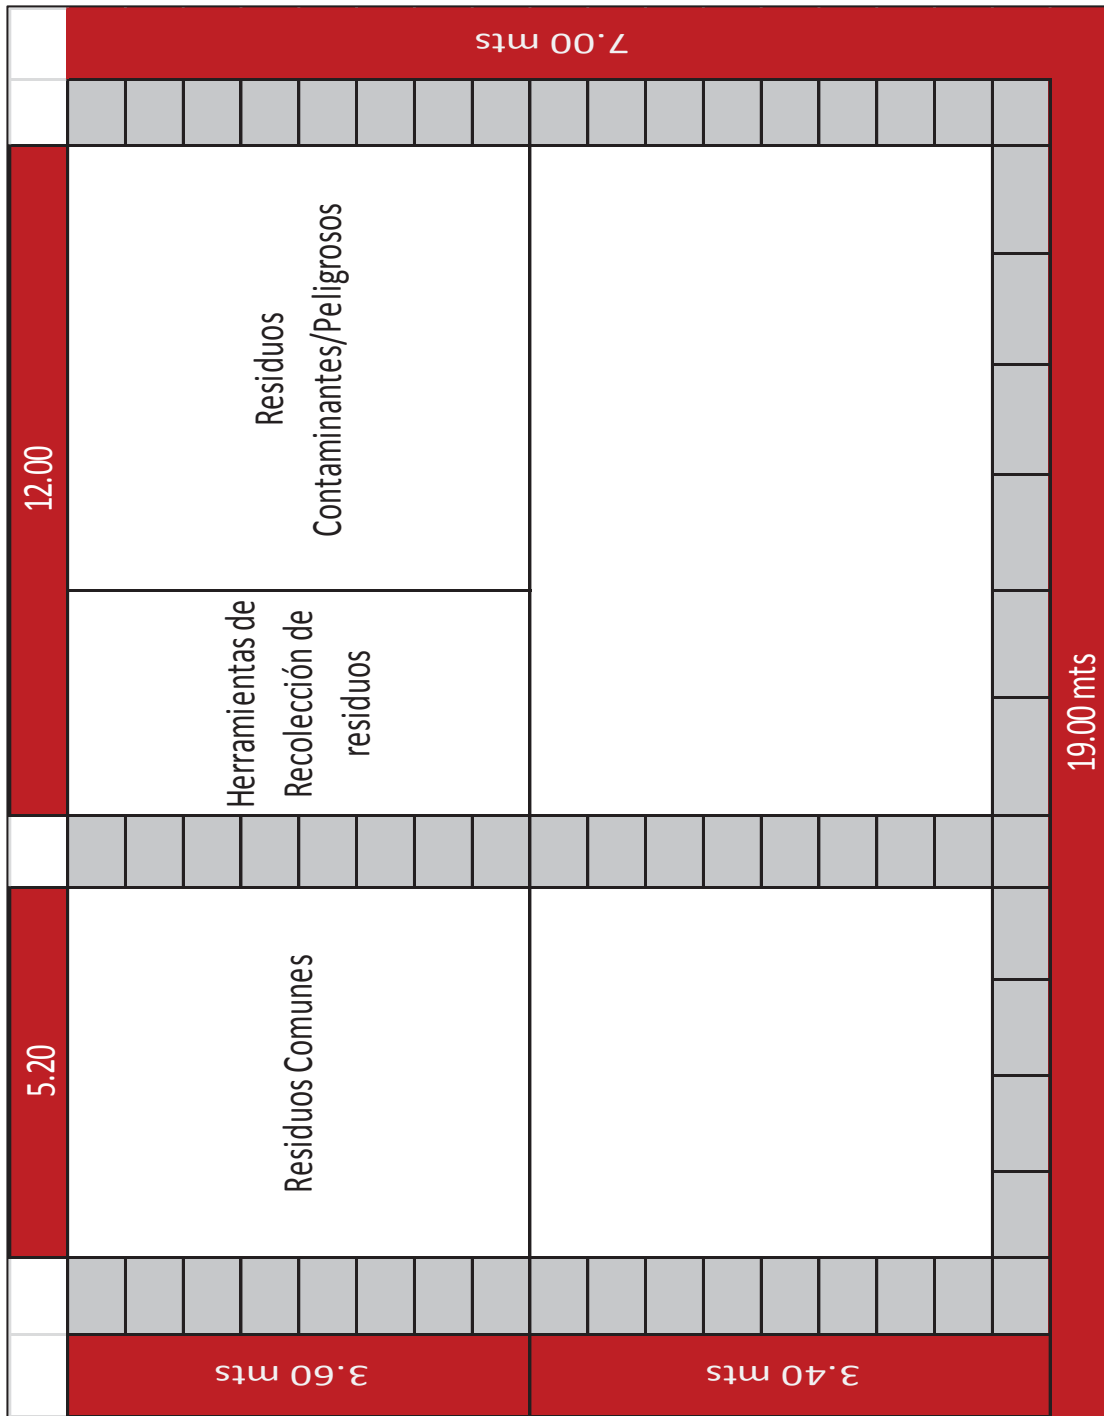 7.00 mts
12.00
Residuos
Contaminantes/Peligrosos
Herramientas de
Recolección de
residuos
19.00 mts
5.20
Residuos Comunes
3.60 mts
3.40 mts